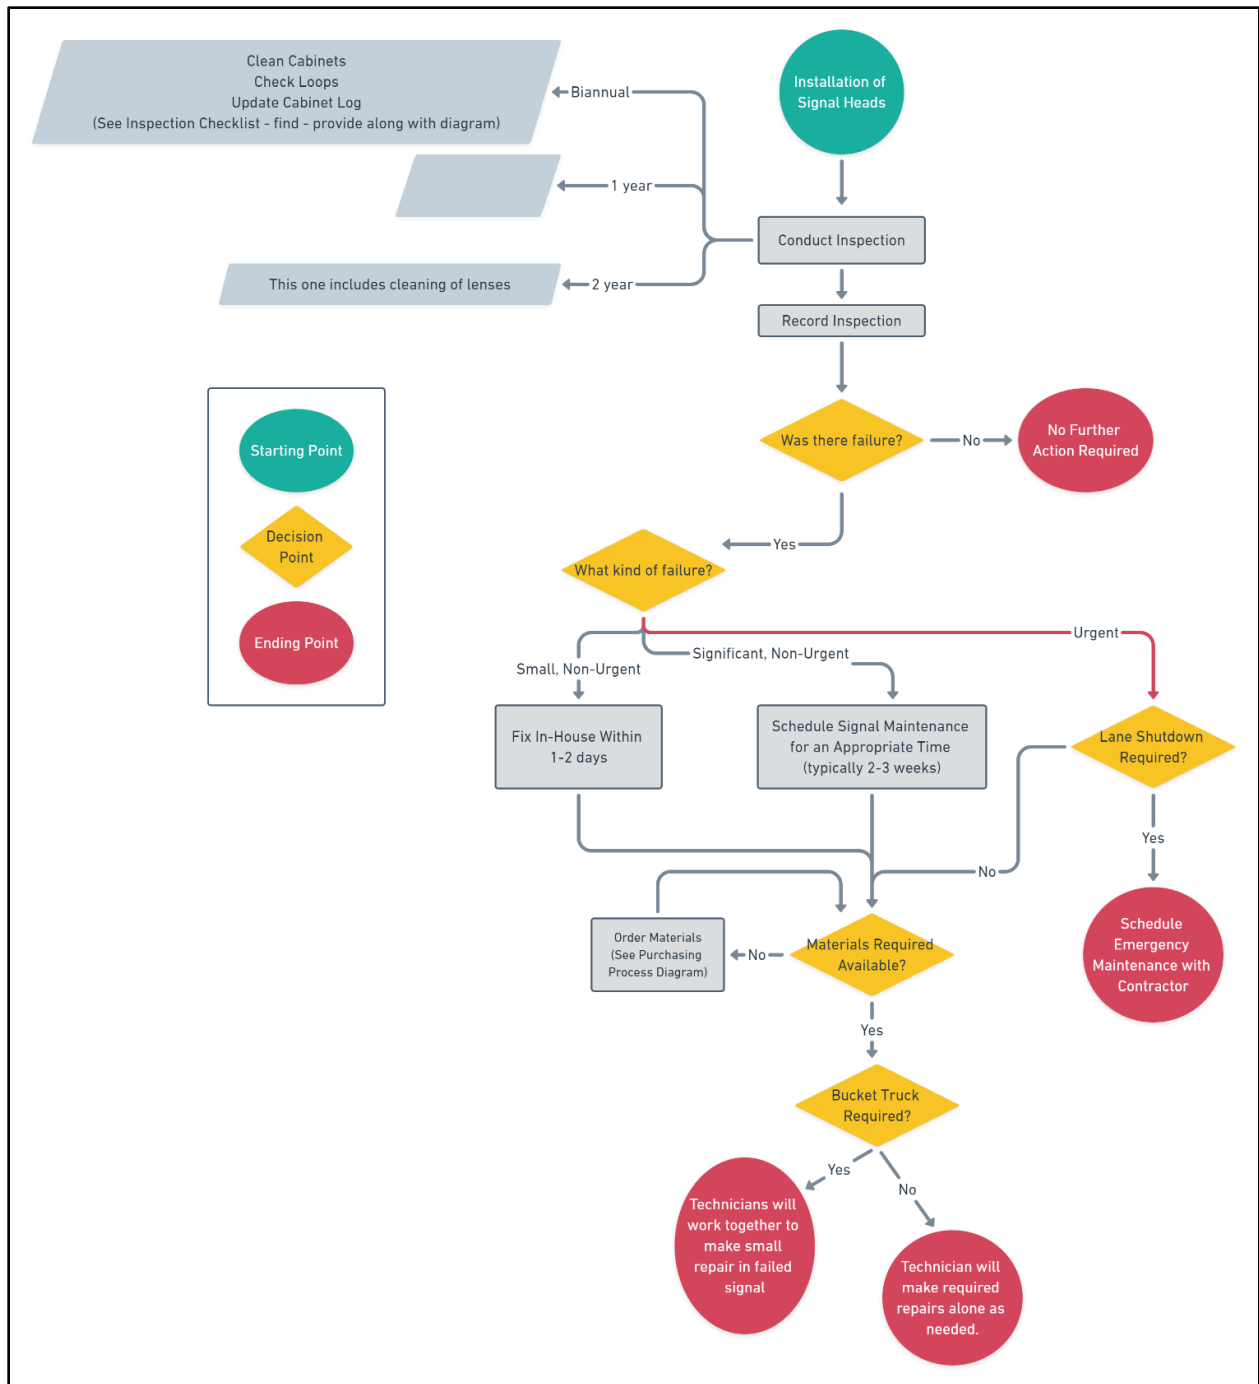 Clean Cabinets
Check Loops
Update Cabinet Log
(See Inspection Checklist - find - provide along with diagram)
Biannual
Installation of
Signal Heads
1 year
Conduct Inspection
This one includes cleaning of lenses
2 year
Record Inspection
Starting Point
Decision
Point
Ending Point
Was there failure?
No
No Further
Action Required
Yes
What kind of failure?
Small, Non-Urgent
Significant, Non-Urgent
Urgent
Fix In-House Within
1-2 days
Schedule Signal Maintenance
for an Appropriate Time
(typically 2-3 weeks)
Lane Shutdown
Required?
Yes
No
Order Materials
(See Purchasing
Process Diagram)
No
Materials Required
Available?
Schedule
Emergency
Maintenance with
Contractor
Yes
Bucket Truck
Required?
Yes
No
Technicians will
work together to
make small
repair in failed
signal
Technician will
make required
repairs alone as
needed.